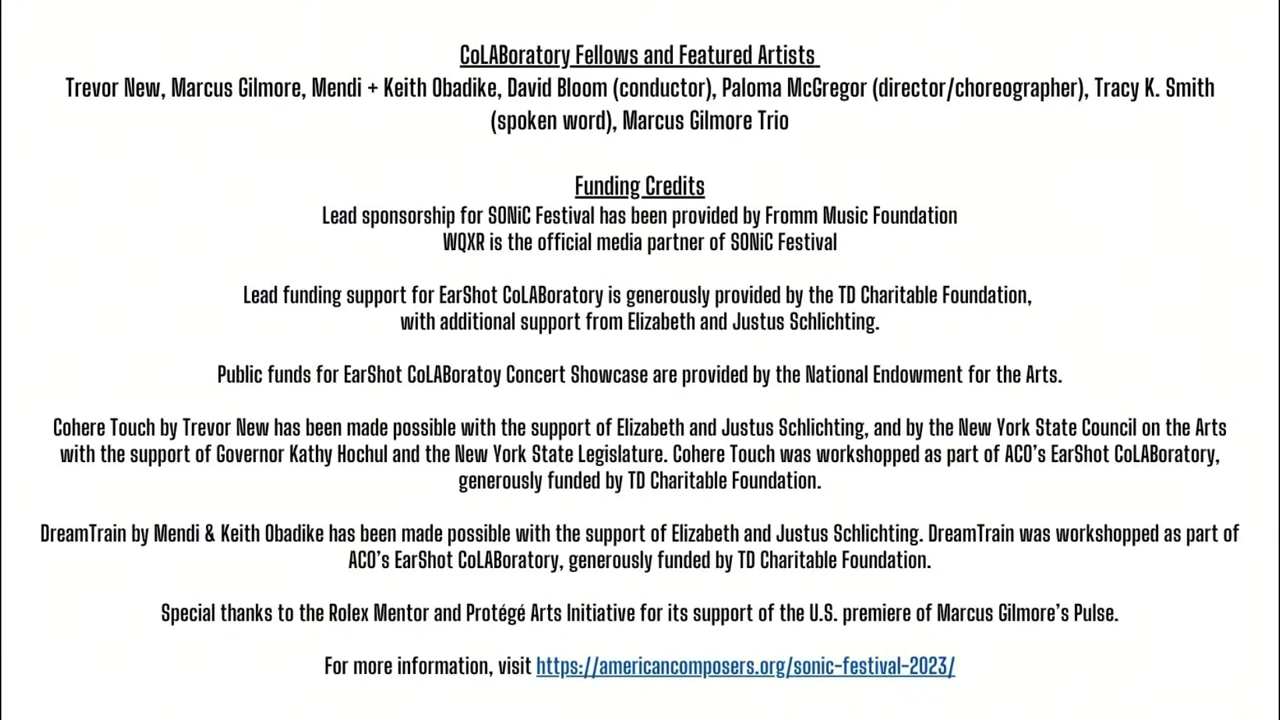 CoLABoratory Fellows and Featured Artists
Trevor New, Marcus Gilmore, Mendi + Keith Obadike, David Bloom (conductor), Paloma McGregor (director/choreographer), Tracy K. Smith
(spoken word), Marcus Gilmore Trio
Funding Credits
Lead sponsorship for SONiC Festival has been provided by Fromm Music Foundation
WQXR is the official media partner of SONiC Festival
Lead funding support for EarShot CoLABoratory is generously provided by the TD Charitable Foundation,
with additional support from Elizabeth and Justus Schlichting.
Public funds for EarShot CoLABoratoy Concert Showcase are provided by the National Endowment for the Arts.
Cohere Touch by Trevor New has been made possible with the support of Elizabeth and Justus Schlichting, and by the New York State Council on the Arts
with the support of Governor Kathy Hochul and the New York State Legislature. Cohere Touch was workshopped as part of ACO's EarShot CoLABoratory,
generously funded by TD Charitable Foundation.
DreamTrain by Mendi & Keith Obadike has been made possible with the support of Elizabeth and Justus Schlichting. DreamTrain was workshopped as part of
ACO's EarShot CoLABoratory, generously funded by TD Charitable Foundation.
Special thanks to the Rolex Mentor and Protégé Arts Initiative for its support of the U.S. premiere of Marcus Gilmore's Pulse.
For more information, visit https://americancomposers.org/sonic-festival-2023/